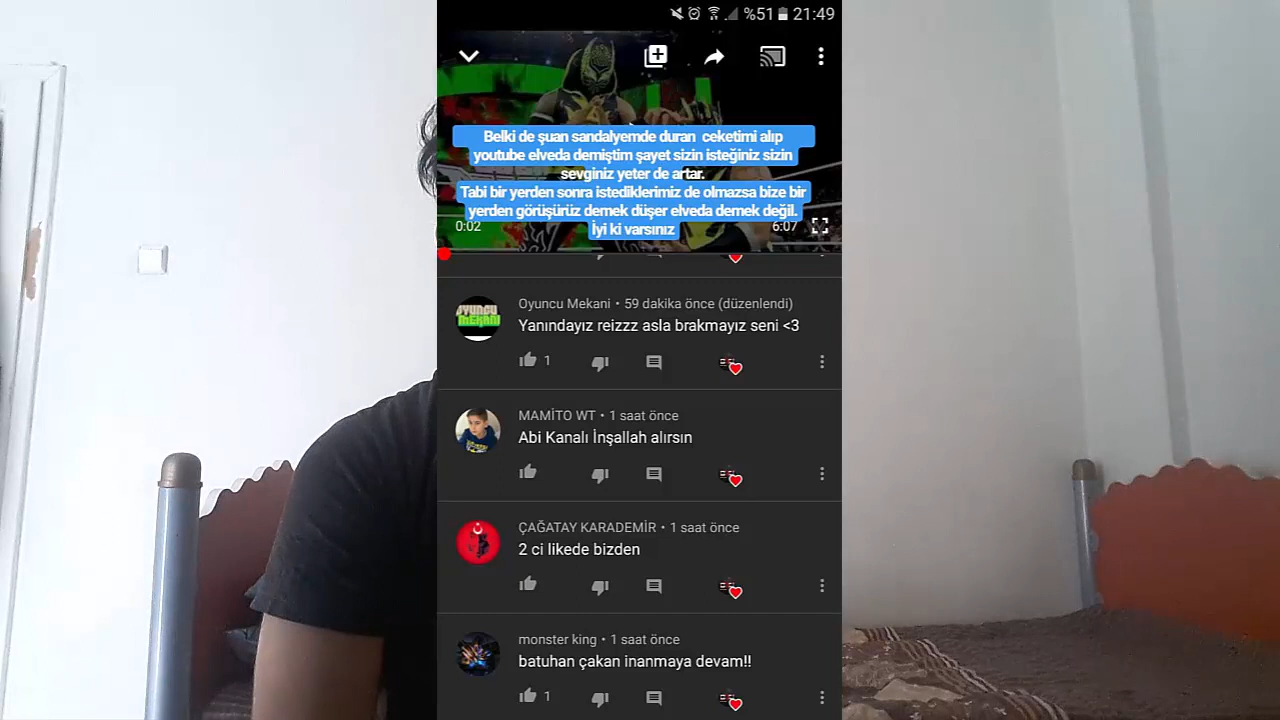 %51 21:49
Belki de şuan sandalyemde duran ceketimi alıp
youtube elveda demiştim şayet sizin isteğiniz sizin
sevginiz yeter de artar.
Tabi bir yerden sonra istediklerimiz de olmazsa bize bir
yerden görüşürüz demek düşer elveda demek değil.
İyi ki varsınız
0:02
6:07
OYUNCU
MEKANI
Oyuncu Mekani • 59 dakika önce (düzenlendi)
Yanındayız reizzz asla brakmayız seni <3
1
MAMİTO WT • 1 saat önce
Abi Kanalı İnşallah alırsın
ÇAĞATAY KARADEMİR • 1 saat önce
2 ci likede bizden
monster king • 1 saat önce
batuhan çakan inanmaya devam!!
1